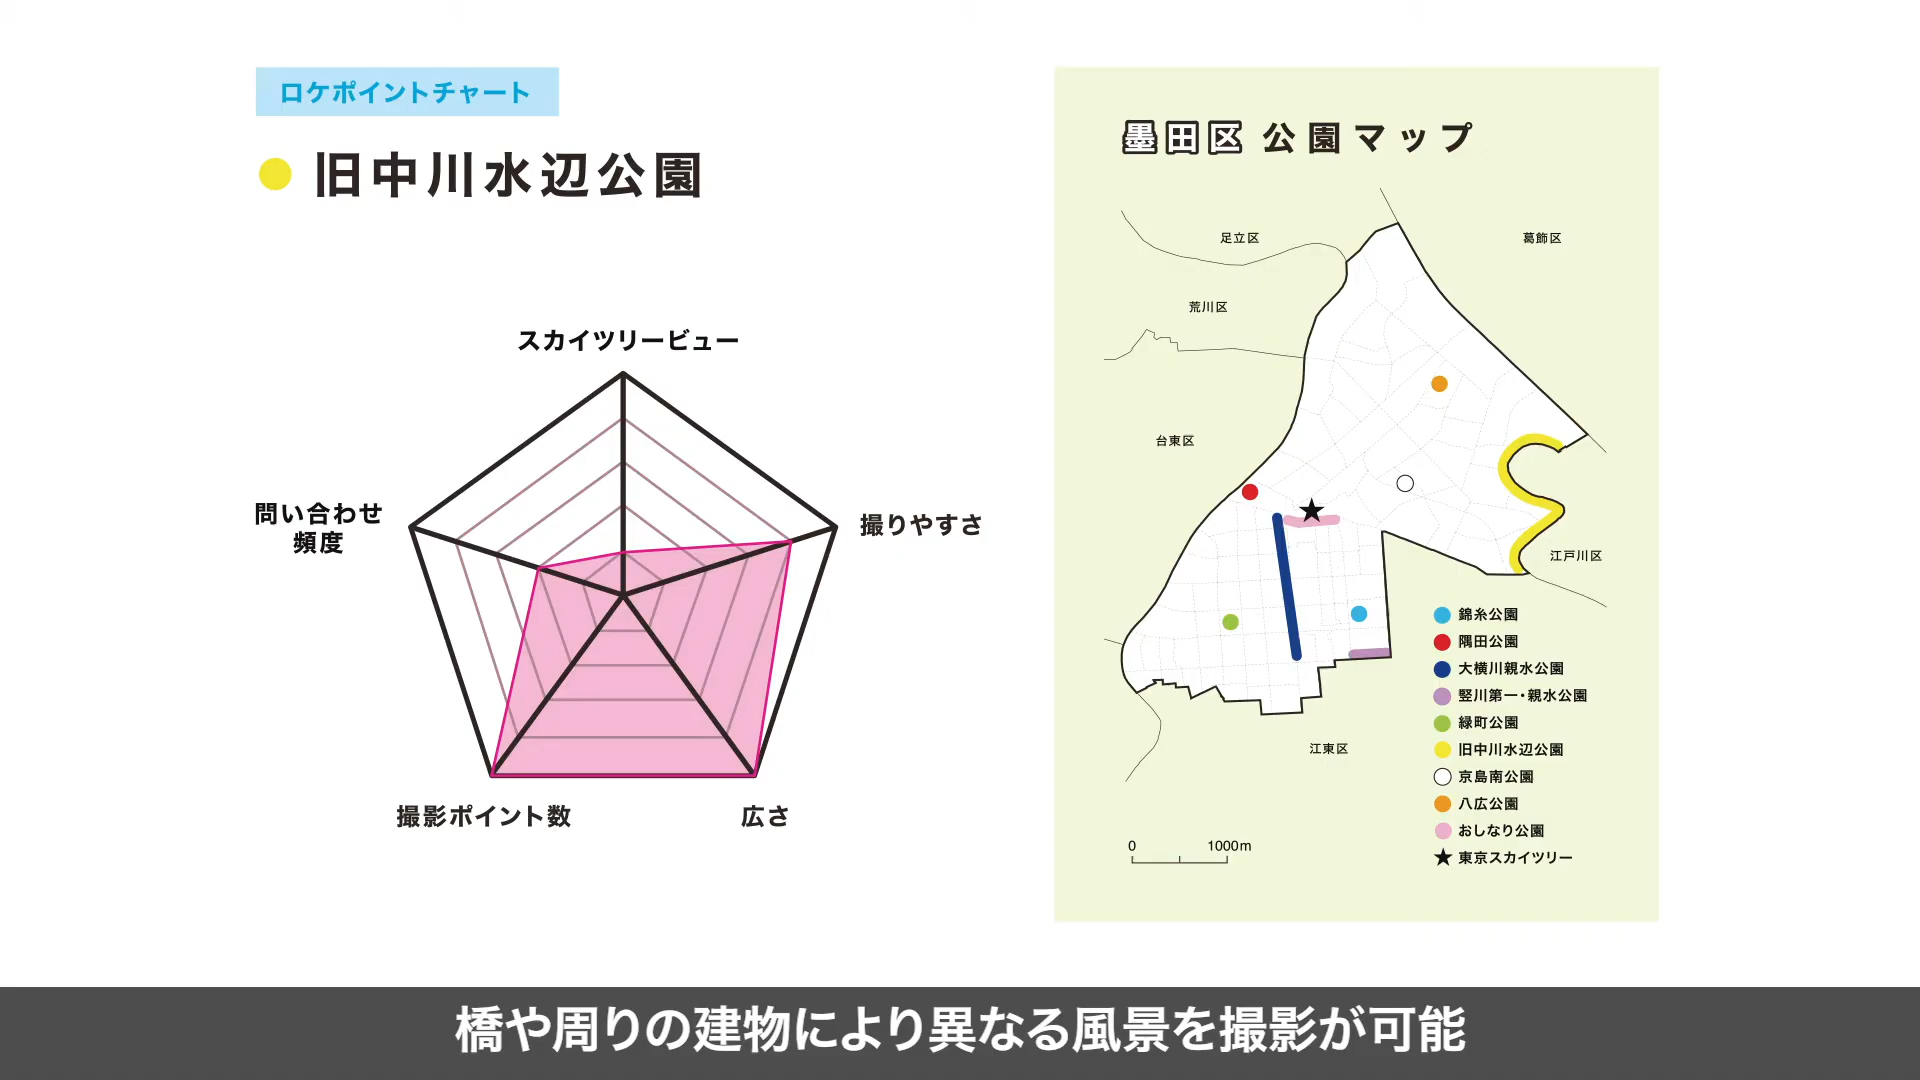 ロケポイントチャート
旧中川水辺公園
スカイツリービュー
問い合わせ
頻度
撮りやすさ
撮影ポイント数
広さ
墨田区 公園マップ
足立区
葛飾区
荒川区
台東区
江戸川区
江東区
錦糸公園
隅田公園
大横川親水公園
竪川第一・親水公園
緑町公園
旧中川水辺公園
京島南公園
八広公園
おしなり公園
東京スカイツリー
0 1000m
橋や周りの建物により異なる風景を撮影が可能